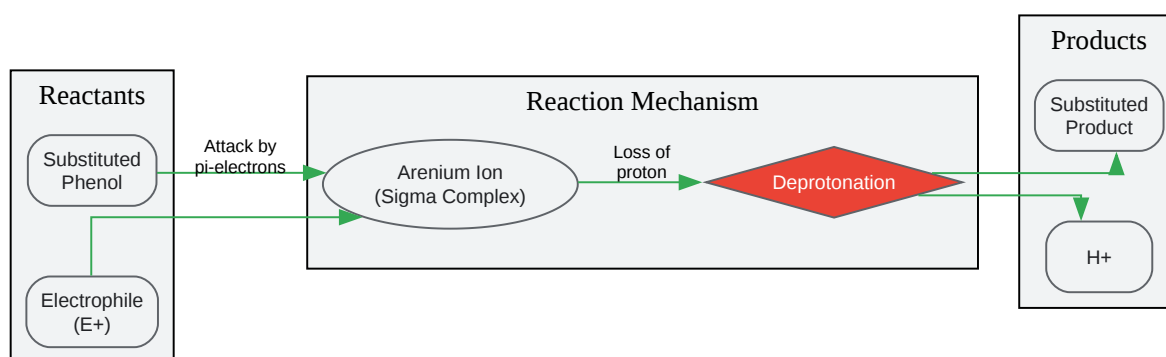 Reactants
Substituted
Phenol
Electrophile
(E+)
Attack by
pi-electrons
Reaction Mechanism
Arenium Ion
(Sigma Complex)
Loss of
proton
Deprotonation
Products
Substituted
Product
H+